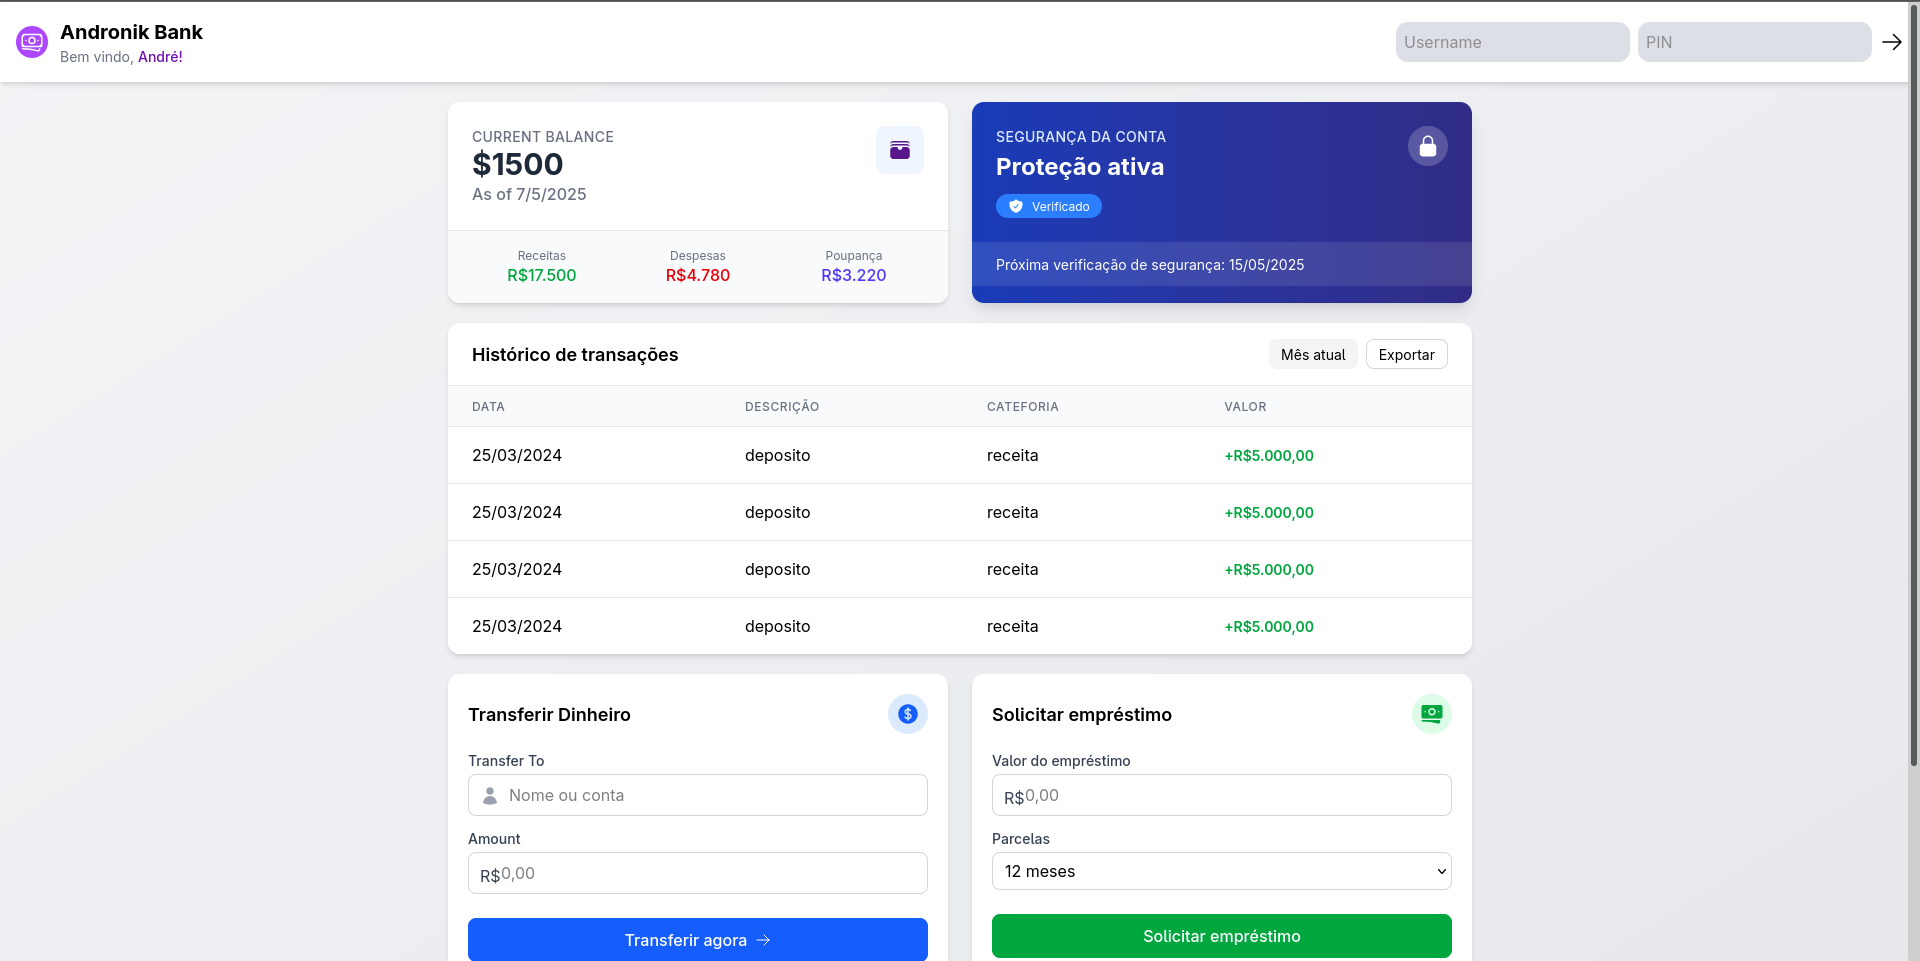 Andronik Bank
Bem vindo, André!
Username
PIN
CURRENT BALANCE
$1500
As of 7/5/2025
Receitas
R$17.500
Despesas
R$4.780
Poupança
R$3.220
SEGURANÇA DA CONTA
Proteção ativa
Verificado
Próxima verificação de segurança: 15/05/2025
Histórico de transações
Mês atual
Exportar
DATA DESCRIÇÃO CATEFORIA VALOR
25/03/2024 deposito receita +R$5.000,00
25/03/2024 deposito receita +R$5.000,00
25/03/2024 deposito receita +R$5.000,00
25/03/2024 deposito receita +R$5.000,00
Transferir Dinheiro
Transfer To
Nome ou conta
Amount
R$0,00
Transferir agora →
Solicitar empréstimo
Valor do empréstimo
R$0,00
Parcelas
12 meses
Solicitar empréstimo